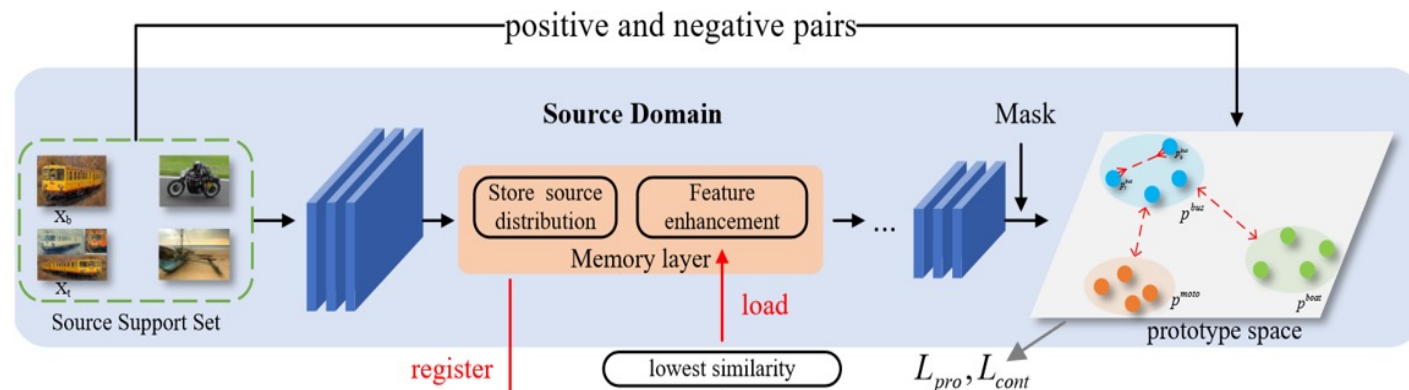 positive and negative pairs
Source Domain
Mask
X_b
X_t
Source Support Set
Store source
distribution
Feature
enhancement
Memory layer
...
p^bus
p^moto
p^boat
prototype space
load
register
lowest similarity
L_pro, L_cont